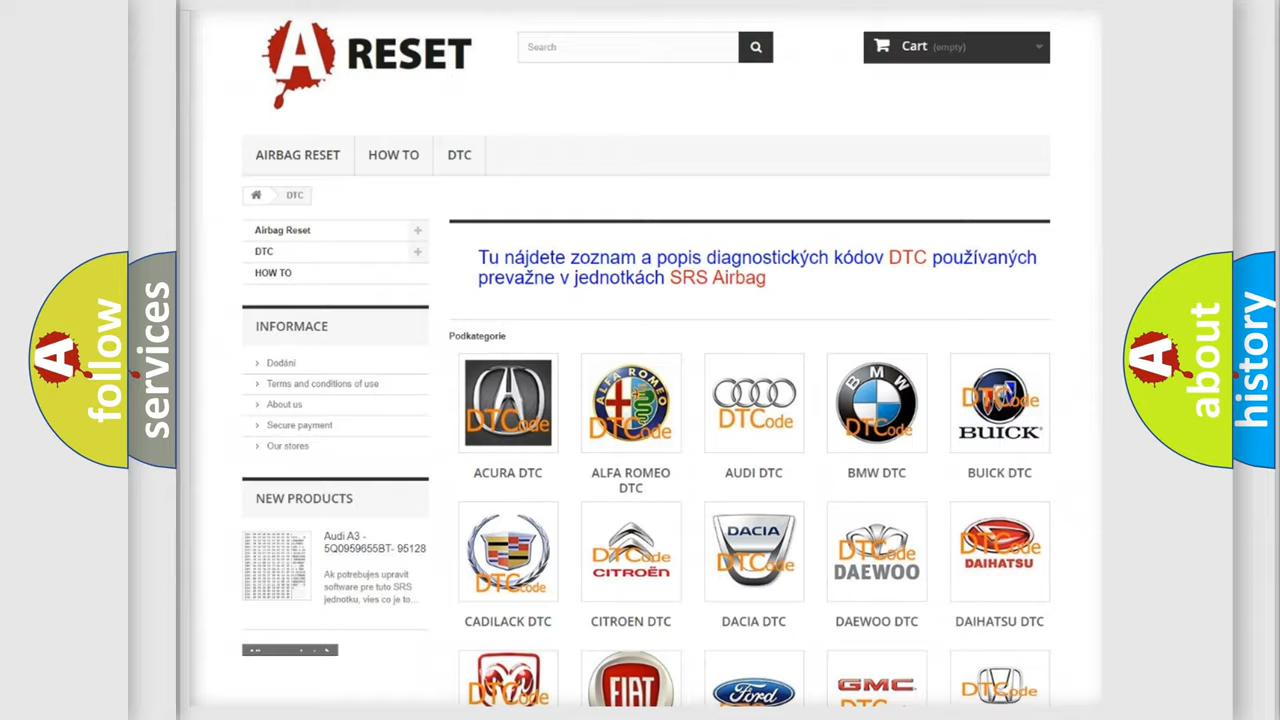 A RESET
Search
Cart (empty)
AIRBAG RESET
HOW TO
DTC
DTC
Airbag Reset
DTC
HOW TO
INFORMACE
Dodání
Terms and conditions of use
About us
Secure payment
Our stores
NEW PRODUCTS
Audi A3 -
5Q0959655BT- 95128
Ak potrebujes upravit
software pre tuto SRS
jednotku, vies co je to...
Tu nájdete zoznam a popis diagnostických kódov DTC používaných
prevažne v jednotkách SRS Airbag
Podkategorie
DTCode
ALFA ROMEO
DTCode
DTCode
BMW
DTCode
DTCode
BUICK
ACURA DTC
ALFA ROMEO
DTC
AUDI DTC
BMW DTC
BUICK DTC
DTCode
DTCode
CITROËN
DACIA
DTCode
DTCode
DAEWOO
DTCode
DAIHATSU
CADILACK DTC
CITROEN DTC
DACIA DTC
DAEWOO DTC
DAIHATSU DTC
DTCode
FIAT
Ford
GMC
DTCode
A follow
services
A about
history